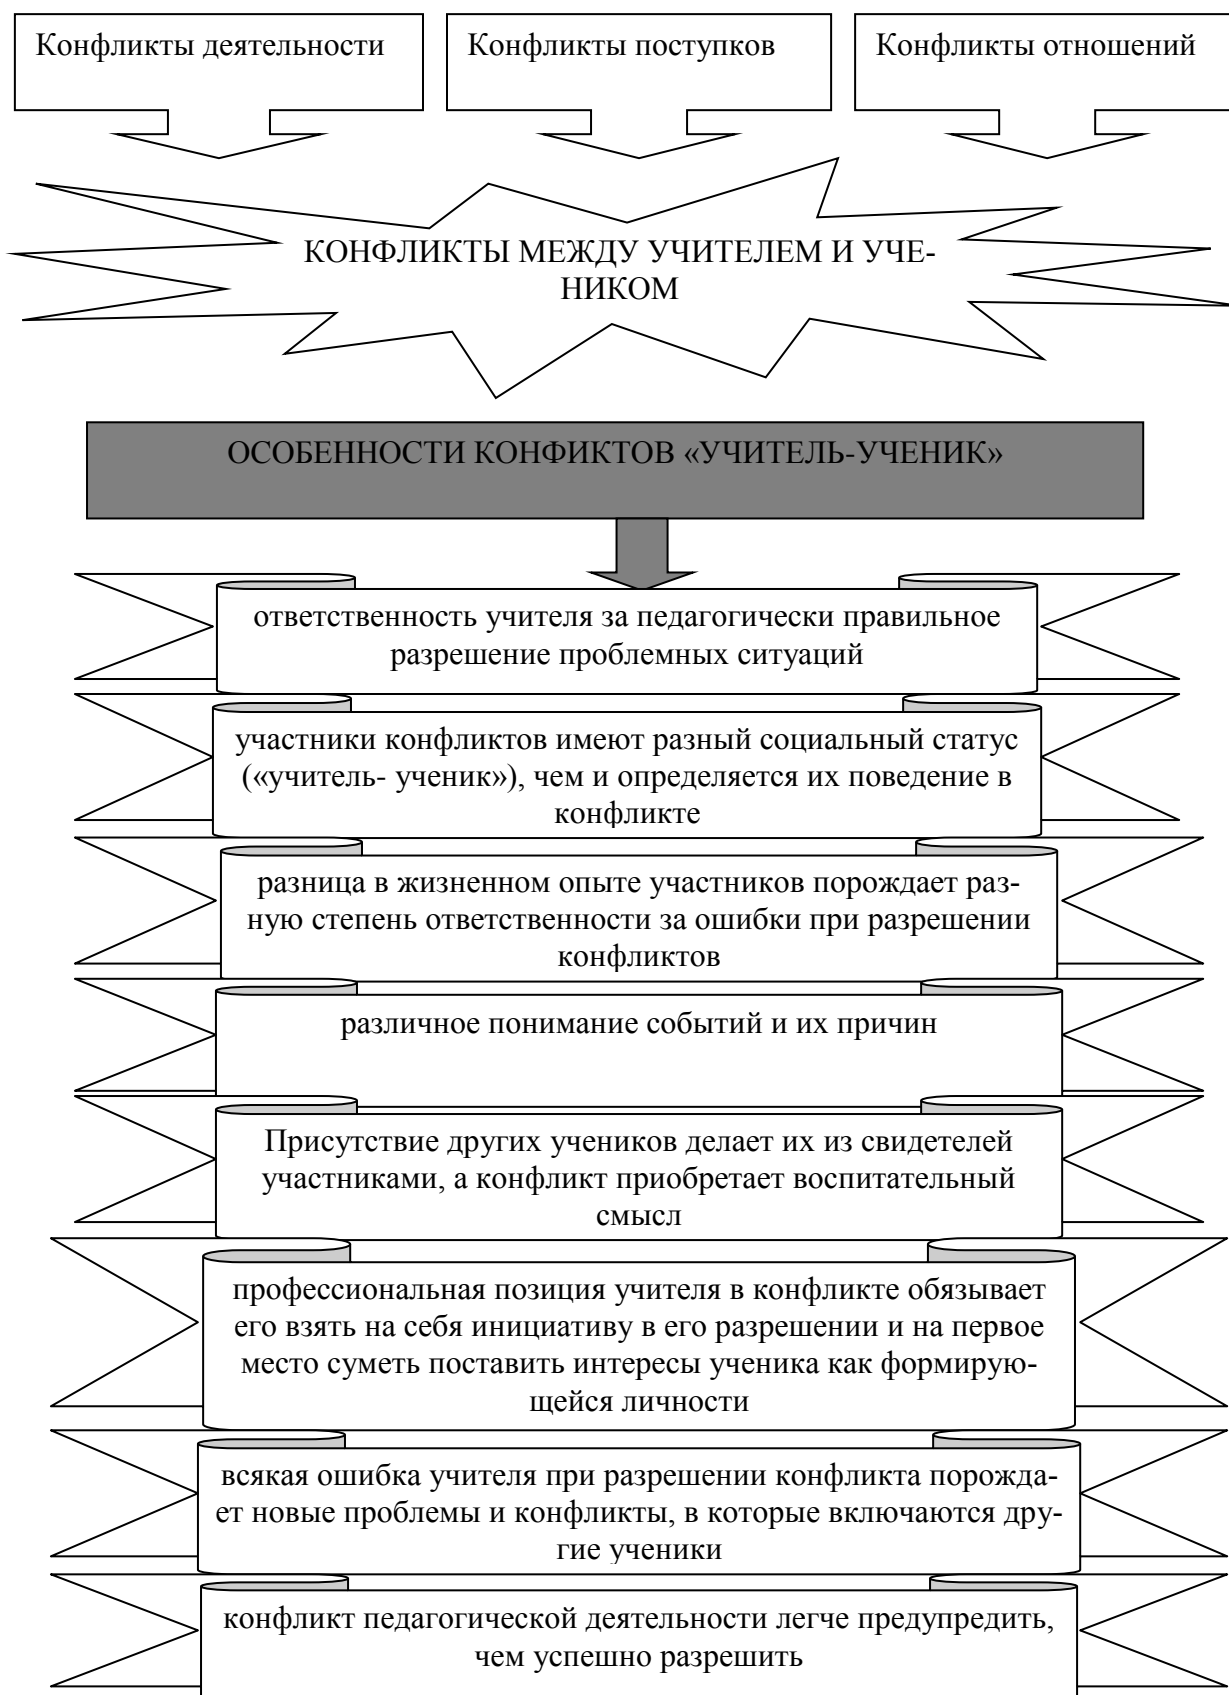 Конфликты деятельности
Конфликты поступков
Конфликты отношений
КОНФЛИКТЫ МЕЖДУ УЧИТЕЛЕМ И УЧЕ-
НИКОМ
ОСОБЕННОСТИ КОНФИКТОВ «УЧИТЕЛЬ-УЧЕНИК»
ответственность учителя за педагогически правильное
разрешение проблемных ситуаций
участники конфликтов имеют разный социальный статус
(«учитель- ученик»), чем и определяется их поведение в
конфликте
разница в жизненном опыте участников порождает раз-
ную степень ответственности за ошибки при разрешении
конфликтов
различное понимание событий и их причин
Присутствие других учеников делает их из свидетелей
участниками, а конфликт приобретает воспитательный
смысл
профессиональная позиция учителя в конфликте обязывает
его взять на себя инициативу в его разрешении и на первое
место суметь поставить интересы ученика как формирую-
щейся личности
всякая ошибка учителя при разрешении конфликта порожда-
ет новые проблемы и конфликты, в которые включаются дру-
гие ученики
конфликт педагогической деятельности легче предупредить,
чем успешно разрешить